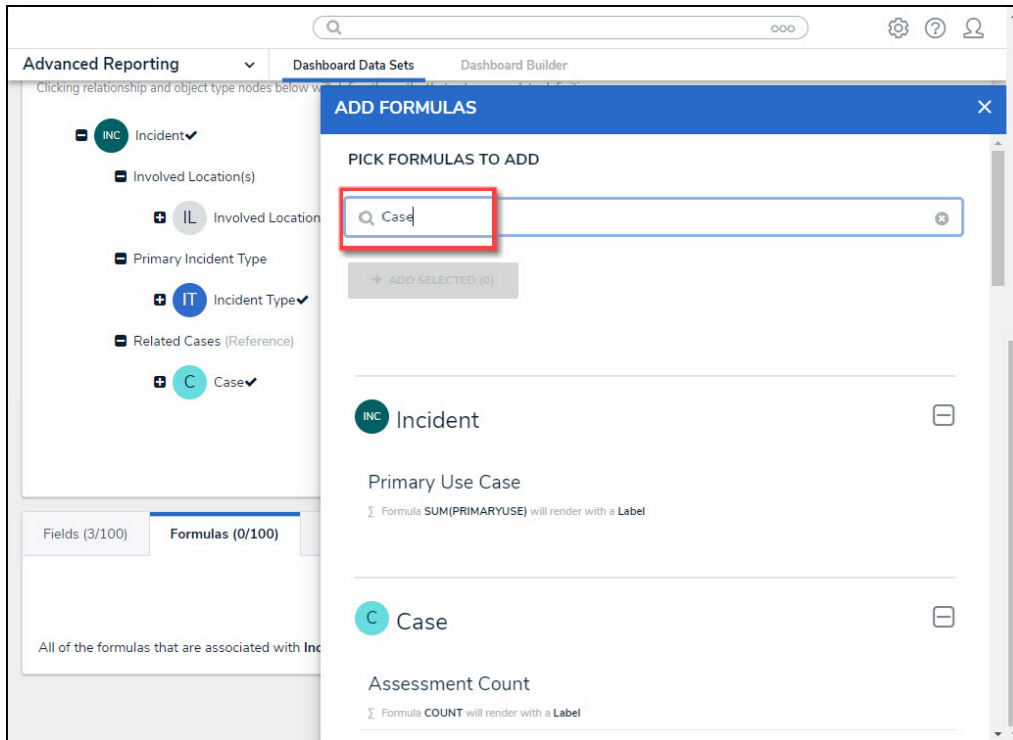 ooo
Advanced Reporting
Dashboard Data Sets
Dashboard Builder
Clicking relationship and object type nodes below
INC Incident
Involved Location(s)
IL Involved Location
Primary Incident Type
IT Incident Type
Related Cases (Reference)
C Case
Fields (3/100)
Formulas (0/100)
All of the formulas that are associated with Inc
ADD FORMULAS
PICK FORMULAS TO ADD
Case
+ ADD SELECTED (0)
INC Incident
Primary Use Case
∑ Formula SUM(PRIMARYUSE) will render with a Label
C Case
Assessment Count
∑ Formula COUNT will render with a Label